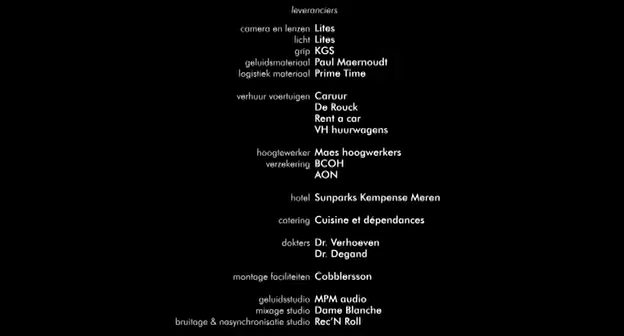 leveranciers
camera en lenzen Lites
licht Lites
grip KGS
geluidsmateriaal Paul Maernoudt
logistiek materiaal Prime Time
verhuur voertuigen Caruur
De Rouck
Rent a car
VH huurwagens
hoogtewerker Maes hoogwerkers
verzekering BCOH
AON
hotel Sunparks Kempense Meren
catering Cuisine et dépendances
dokters Dr. Verhoeven
Dr. Degand
montage faciliteiten Cobblersson
geluidsstudio MPM audio
mixage studio Dame Blanche
bruitage & nasynchronisatie studio Rec'N Roll